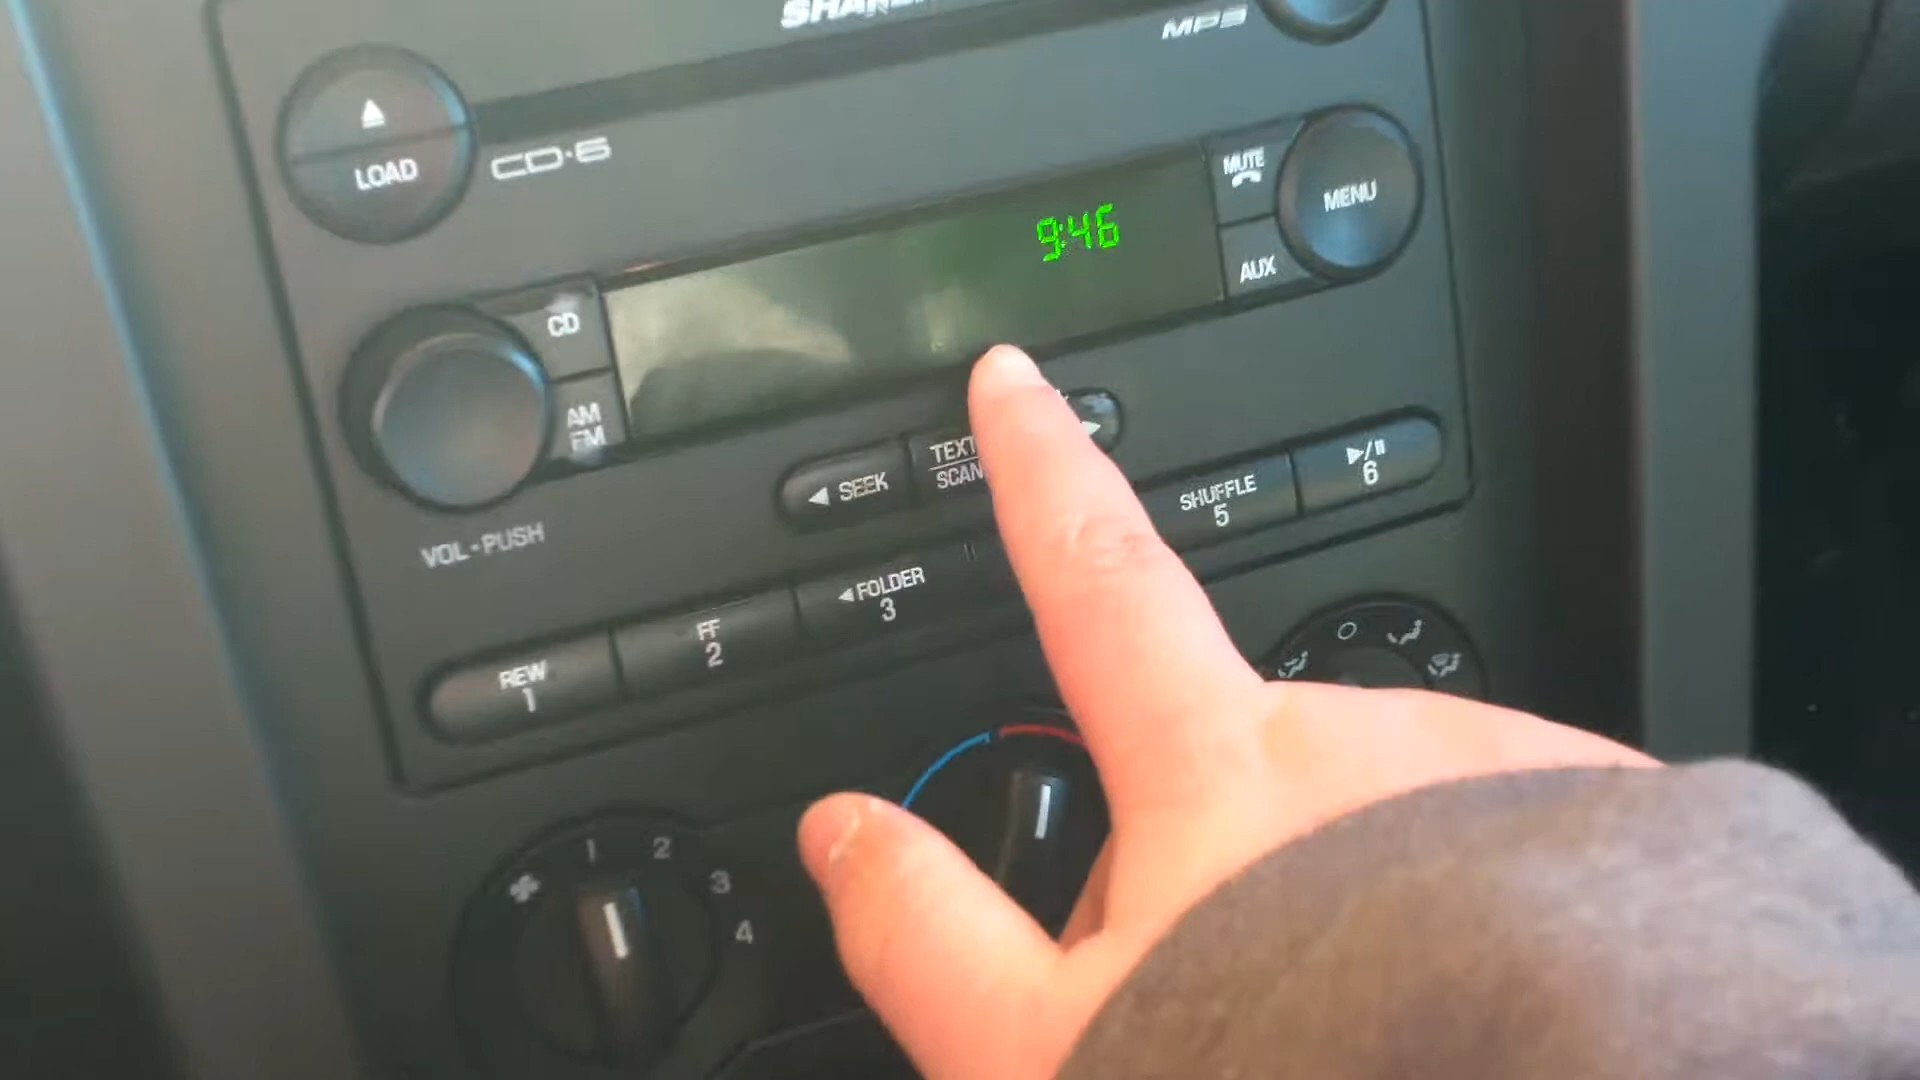 MP3
LOAD
CD·6
MUTE
MENU
9:46
AUX
CD
AM
FM
SEEK
TEXT
SCAN
VOL·PUSH
SHUFFLE
5
6
FOLDER
3
FF
2
REW
1
1
2
3
4